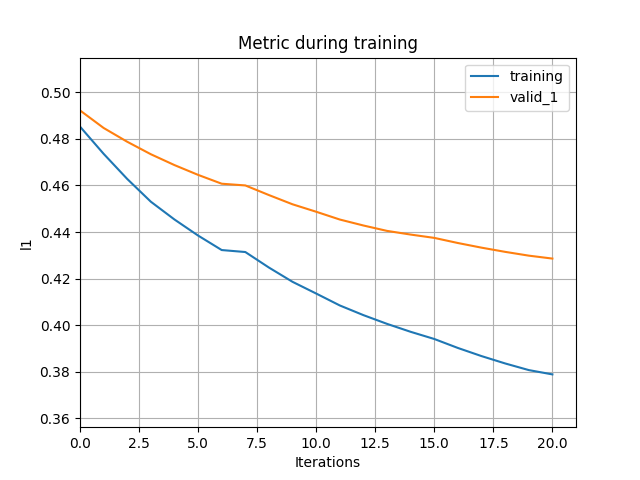 Metric during training
training
valid_1
0.50
0.48
0.46
0.44
0.42
0.40
0.38
0.36
l1
0.0 2.5 5.0 7.5 10.0 12.5 15.0 17.5 20.0
Iterations